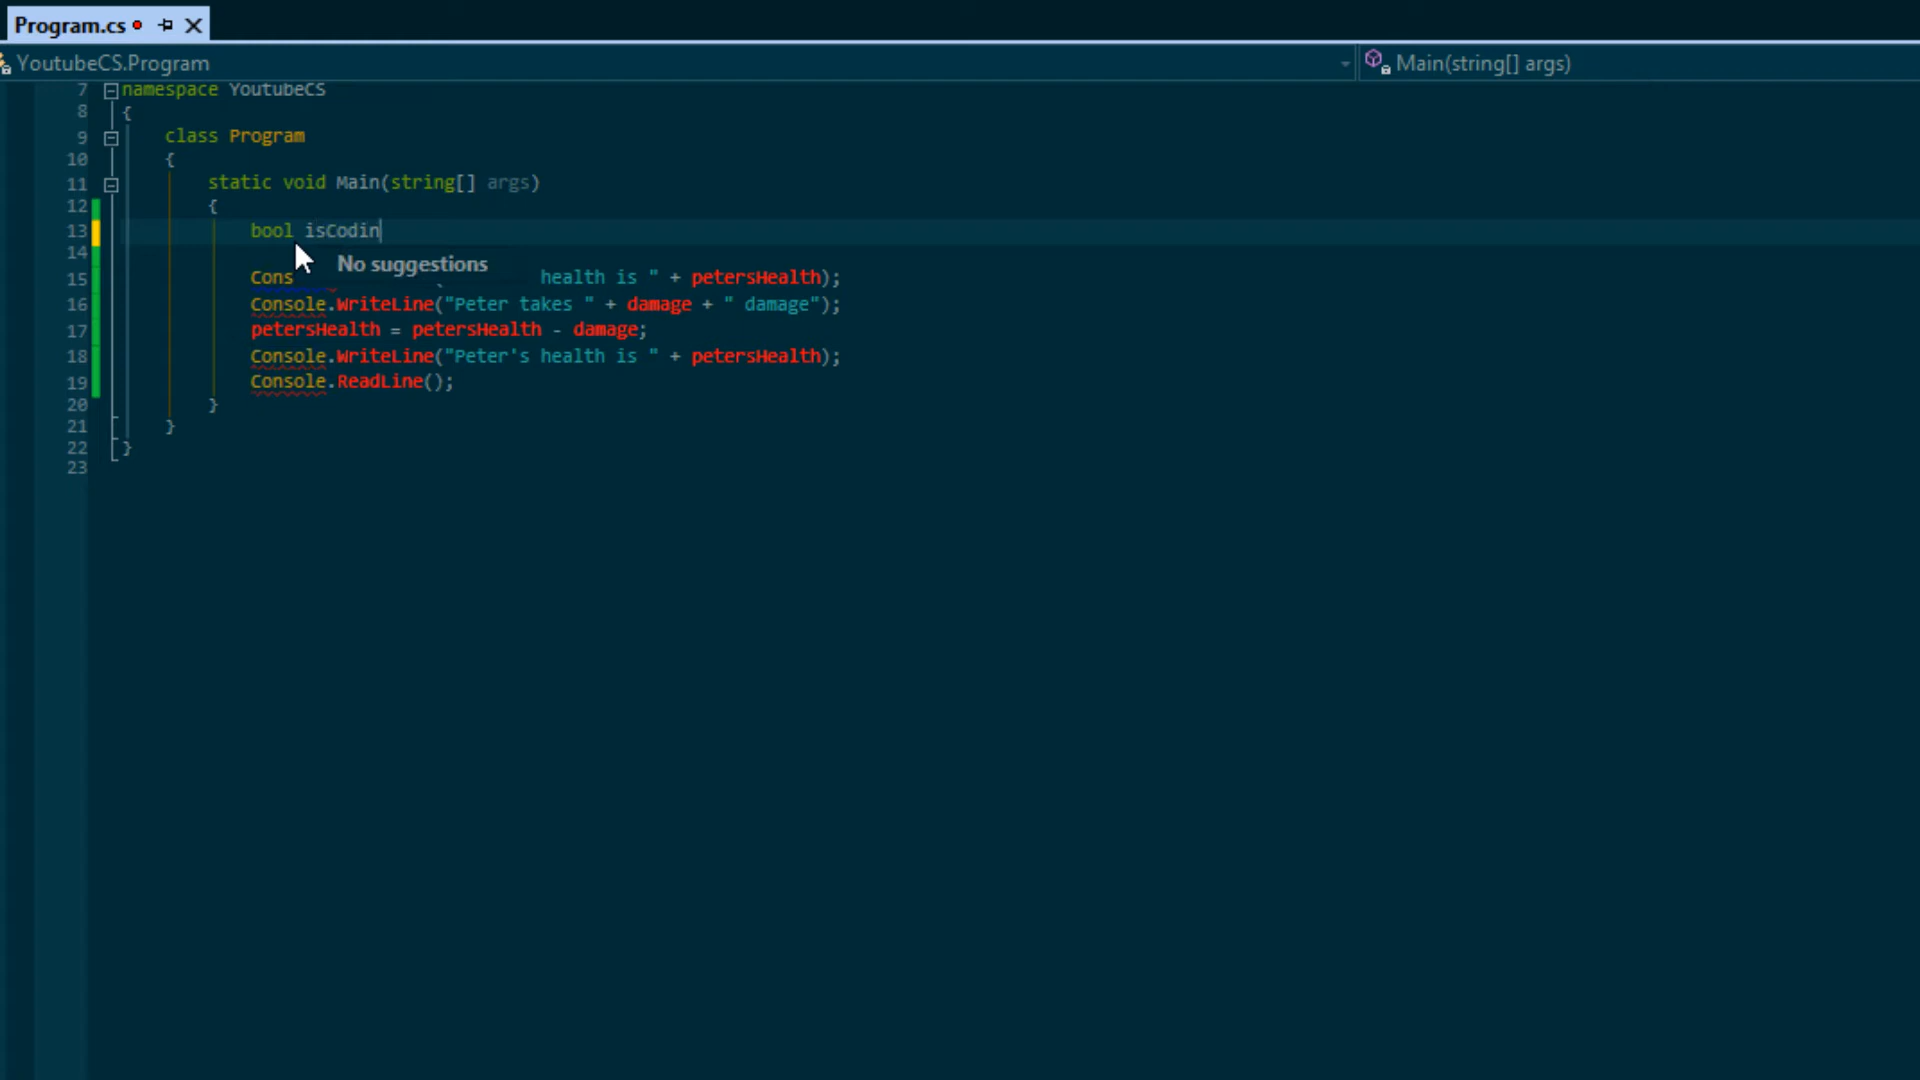 Program.cs
YoutubeCS.Program
Main(string[] args)
7 namespace YoutubeCS
8 {
9 class Program
10 {
11 static void Main(string[] args)
12 {
13 bool isCodin
14
No suggestions
15 Cons health is " + petersHealth);
16 Console.WriteLine("Peter takes " + damage + " damage");
17 petersHealth = petersHealth - damage;
18 Console.WriteLine("Peter's health is " + petersHealth);
19 Console.ReadLine();
20 }
21 }
22 }
23